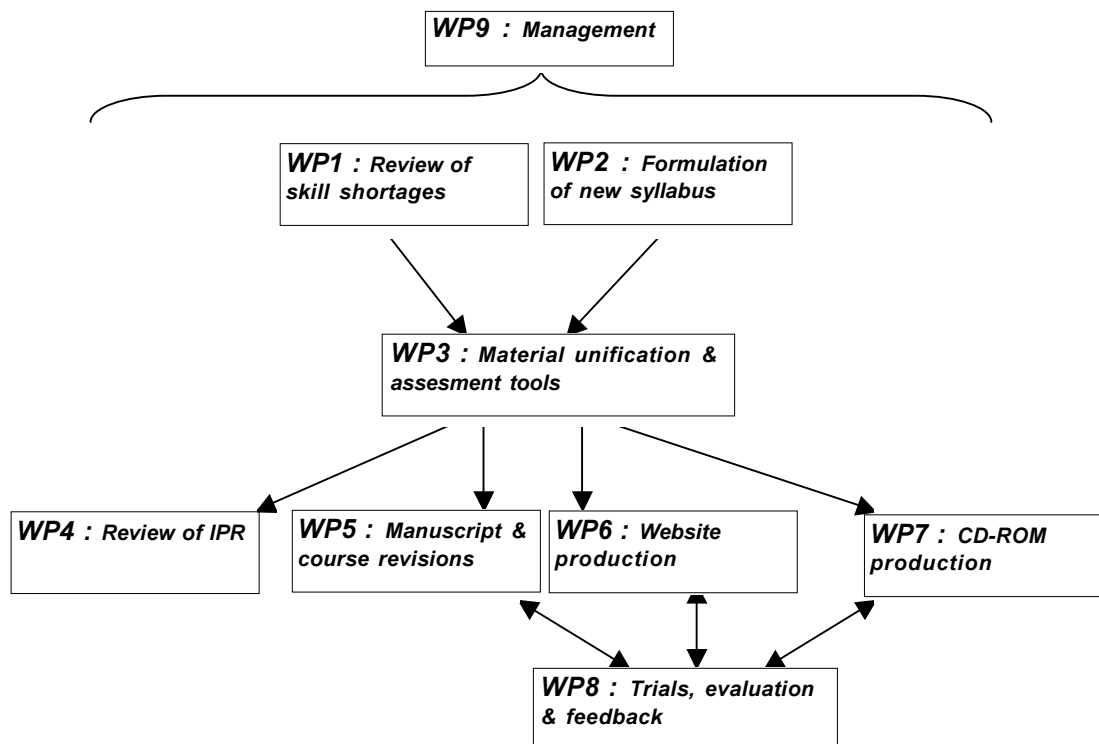 WP9 : Management
WP1 : Review of
skill shortages
WP2 : Formulation
of new syllabus
WP3 : Material unification &
assesment tools
WP4 : Review of IPR
WP5 : Manuscript &
course revisions
WP6 : Website
production
WP7 : CD-ROM
production
WP8 : Trials, evaluation
& feedback